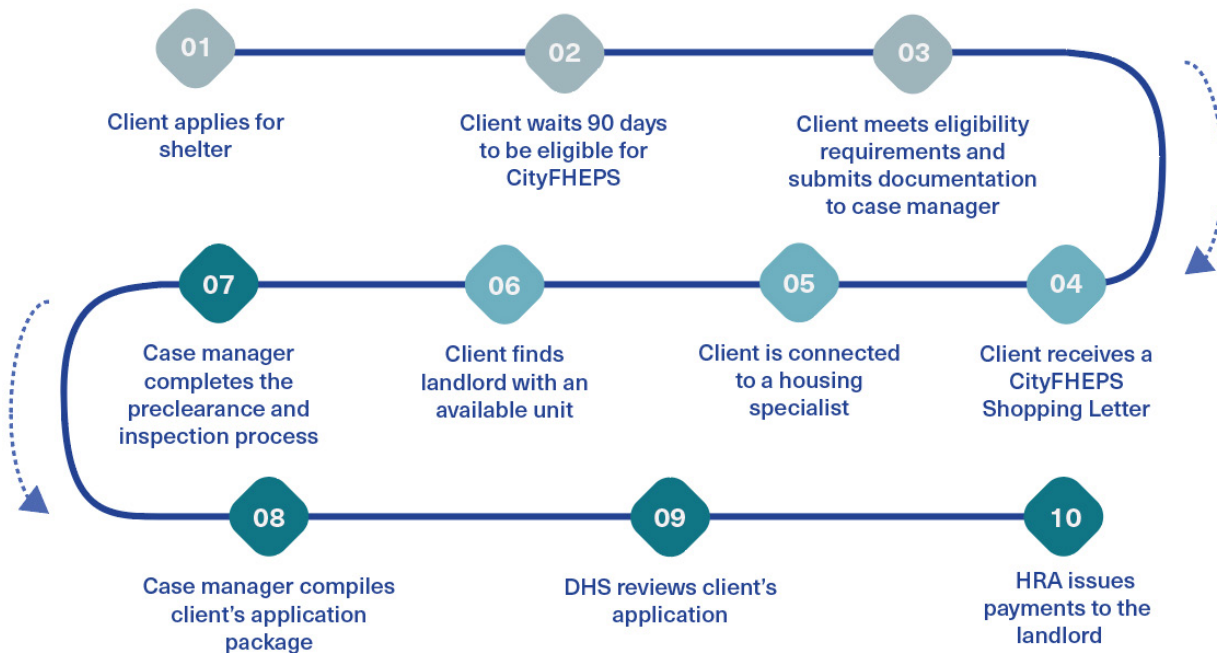 01
Client applies for
shelter
02
Client waits 90 days
to be eligible for
CityFHEPS
03
Client meets eligibility
requirements and
submits documentation
to case manager
04
Client receives a
CityFHEPS
Shopping Letter
05
Client is connected
to a housing
specialist
06
Client finds
landlord with an
available unit
07
Case manager
completes the
preclearance and
inspection process
08
Case manager compiles
client's application
package
09
DHS reviews client's
application
10
HRA issues
payments to the
landlord